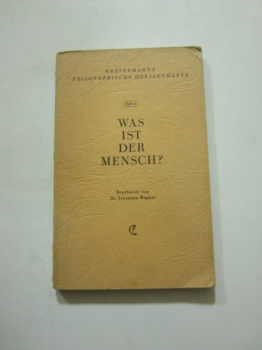 WESTERMANNS
PHILOSOPHISCHE QUELLENHEFTE
WAS
IST
DER
MENSCH?
Bearbeitet von
Dr. Johannes Wagner